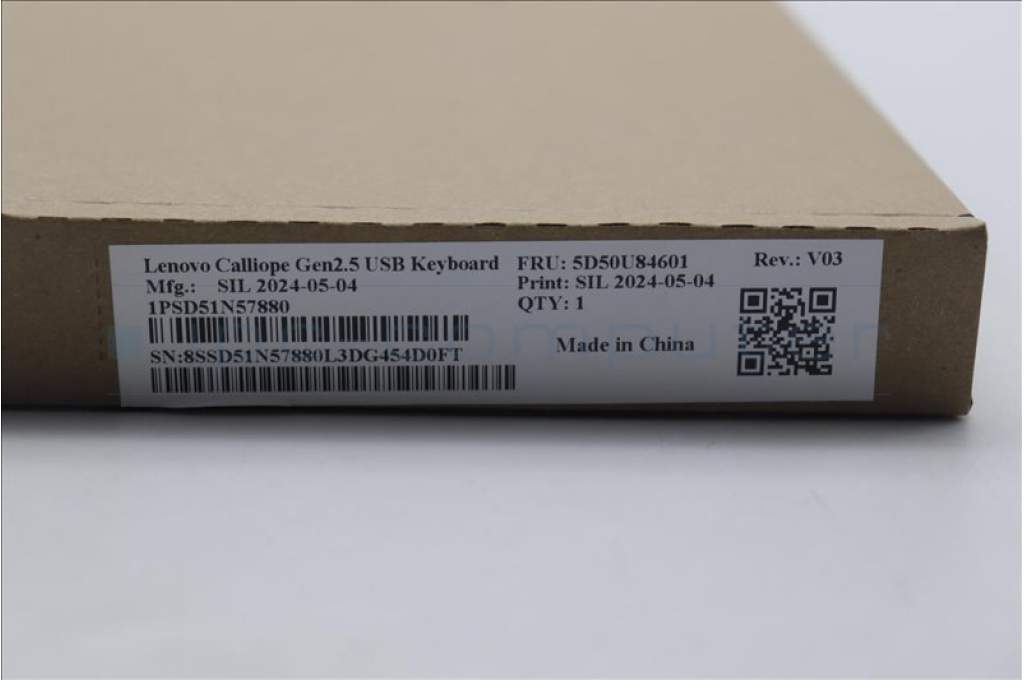 Lenovo Calliope Gen2.5 USB Keyboard
Mfg.: SIL 2024-05-04
1PSD51N57880
SN:8SSD51N57880L3DG454D0FT
FRU: 5D50U84601
Print: SIL 2024-05-04
QTY: 1
Made in China
Rev.: V03